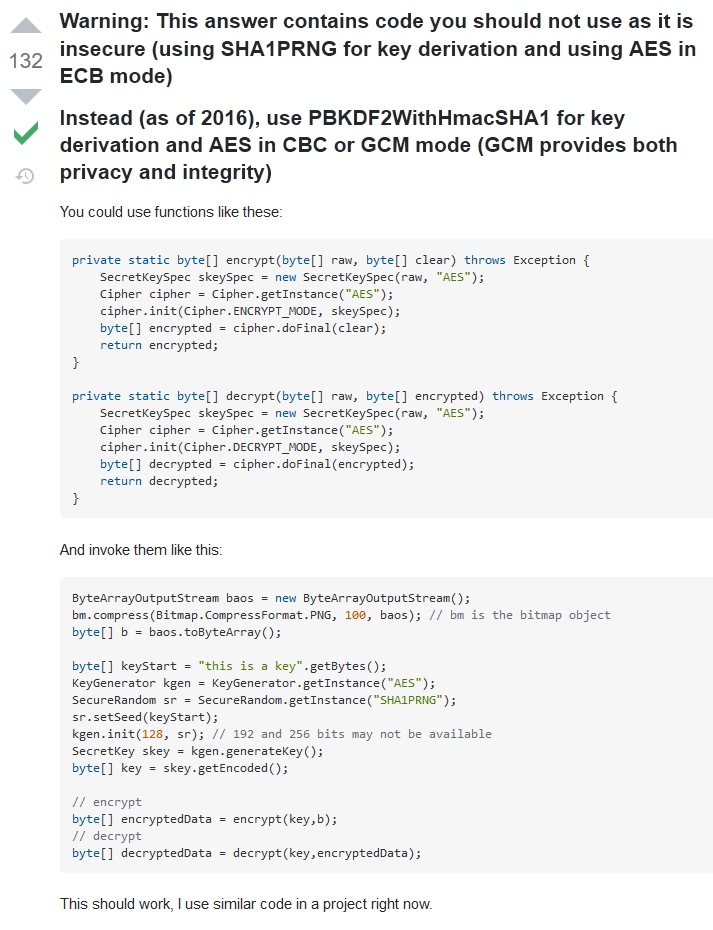 Warning: This answer contains code you should not use as it is
insecure (using SHA1PRNG for key derivation and using AES in
ECB mode)
132
Instead (as of 2016), use PBKDF2WithHmacSHA1 for key
derivation and AES in CBC or GCM mode (GCM provides both
privacy and integrity)
You could use functions like these:
private static byte[] encrypt(byte[] raw, byte[] clear) throws Exception {
    SecretKeySpec skeySpec = new SecretKeySpec(raw, "AES");
    Cipher cipher = Cipher.getInstance("AES");
    cipher.init(Cipher.ENCRYPT_MODE, skeySpec);
    byte[] encrypted = cipher.doFinal(clear);
    return encrypted;
}
private static byte[] decrypt(byte[] raw, byte[] encrypted) throws Exception {
    SecretKeySpec skeySpec = new SecretKeySpec(raw, "AES");
    Cipher cipher = Cipher.getInstance("AES");
    cipher.init(Cipher.DECRYPT_MODE, skeySpec);
    byte[] decrypted = cipher.doFinal(encrypted);
    return decrypted;
}
And invoke them like this:
ByteArrayOutputStream baos = new ByteArrayOutputStream();
bm.compress(Bitmap.CompressFormat.PNG, 100, baos); // bm is the bitmap object
byte[] b = baos.toByteArray();
byte[] keyStart = "this is a key".getBytes();
KeyGenerator kgen = KeyGenerator.getInstance("AES");
SecureRandom sr = SecureRandom.getInstance("SHA1PRNG");
sr.setSeed(keyStart);
kgen.init(128, sr); // 192 and 256 bits may not be available
SecretKey skey = kgen.generateKey();
byte[] key = skey.getEncoded();
// encrypt
byte[] encryptedData = encrypt(key,b);
// decrypt
byte[] decryptedData = decrypt(key,encryptedData);
This should work, I use similar code in a project right now.